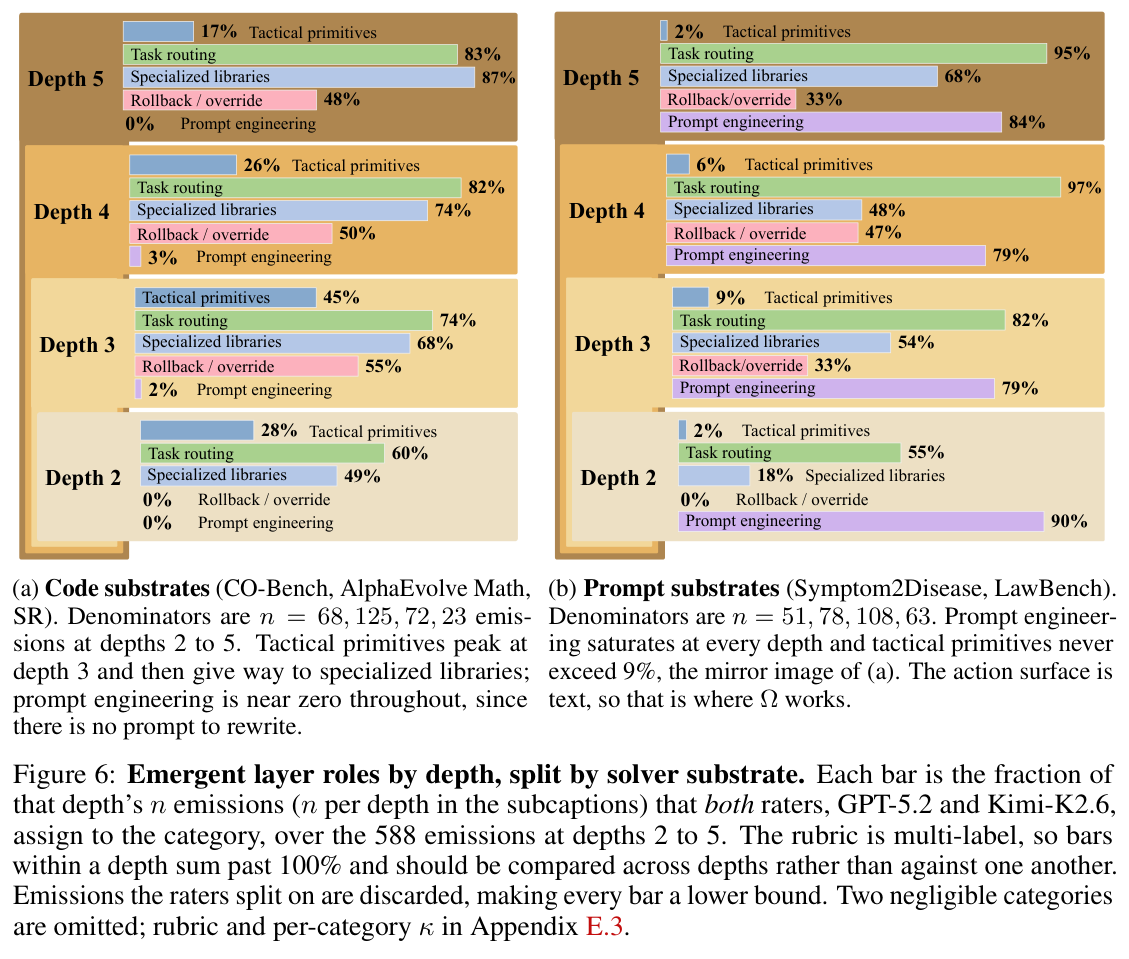 17% Tactical primitives
Task routing 83%
Depth 5
Specialized libraries 87%
Rollback / override 48%
0% Prompt engineering
26% Tactical primitives
Task routing 82%
Depth 4
Specialized libraries 74%
Rollback / override 50%
3% Prompt engineering
Tactical primitives 45%
Task routing 74%
Depth 3
Specialized libraries 68%
Rollback / override 55%
2% Prompt engineering
28% Tactical primitives
Task routing 60%
Depth 2
Specialized libraries 49%
0% Rollback / override
0% Prompt engineering
(a) Code substrates (CO-Bench, AlphaEvolve Math,
SR). Denominators are n = 68, 125, 72, 23 emis-
sions at depths 2 to 5. Tactical primitives peak at
depth 3 and then give way to specialized libraries;
prompt engineering is near zero throughout, since
there is no prompt to rewrite.
2% Tactical primitives
Task routing 95%
Depth 5
Specialized libraries 68%
Rollback/override 33%
Prompt engineering 84%
6% Tactical primitives
Task routing 97%
Depth 4
Specialized libraries 48%
Rollback / override 47%
Prompt engineering 79%
9% Tactical primitives
Task routing 82%
Depth 3
Specialized libraries 54%
Rollback/override 33%
Prompt engineering 79%
2% Tactical primitives
Task routing 55%
Depth 2
18% Specialized libraries
0% Rollback / override
Prompt engineering 90%
(b) Prompt substrates (Symptom2Disease, LawBench).
Denominators are n = 51, 78, 108, 63. Prompt engineer-
ing saturates at every depth and tactical primitives never
exceed 9%, the mirror image of (a). The action surface is
text, so that is where Ω works.
Figure 6: Emergent layer roles by depth, split by solver substrate. Each bar is the fraction of
that depth's n emissions (n per depth in the subcaptions) that both raters, GPT-5.2 and Kimi-K2.6,
assign to the category, over the 588 emissions at depths 2 to 5. The rubric is multi-label, so bars
within a depth sum past 100% and should be compared across depths rather than against one another.
Emissions the raters split on are discarded, making every bar a lower bound. Two negligible categories
are omitted; rubric and per-category κ in Appendix E.3.